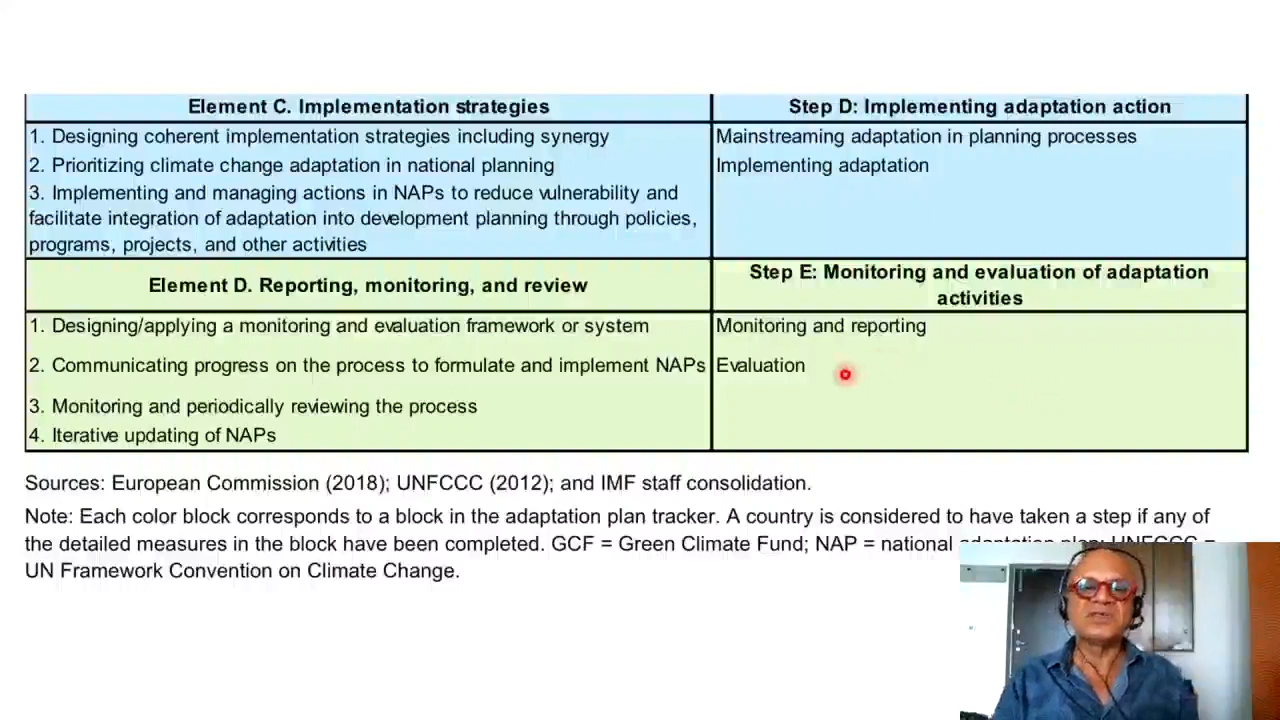 Element C. Implementation strategies
Step D: Implementing adaptation action
1. Designing coherent implementation strategies including synergy
Mainstreaming adaptation in planning processes
2. Prioritizing climate change adaptation in national planning
Implementing adaptation
3. Implementing and managing actions in NAPs to reduce vulnerability and
facilitate integration of adaptation into development planning through policies,
programs, projects, and other activities
Element D. Reporting, monitoring, and review
Step E: Monitoring and evaluation of adaptation
activities
1. Designing/applying a monitoring and evaluation framework or system
Monitoring and reporting
2. Communicating progress on the process to formulate and implement NAPs
Evaluation
3. Monitoring and periodically reviewing the process
4. Iterative updating of NAPs
Sources: European Commission (2018); UNFCCC (2012); and IMF staff consolidation.
Note: Each color block corresponds to a block in the adaptation plan tracker. A country is considered to have taken a step if any of
the detailed measures in the block have been completed. GCF = Green Climate Fund; NAP = national adaptation plan; UNFCCC =
UN Framework Convention on Climate Change.